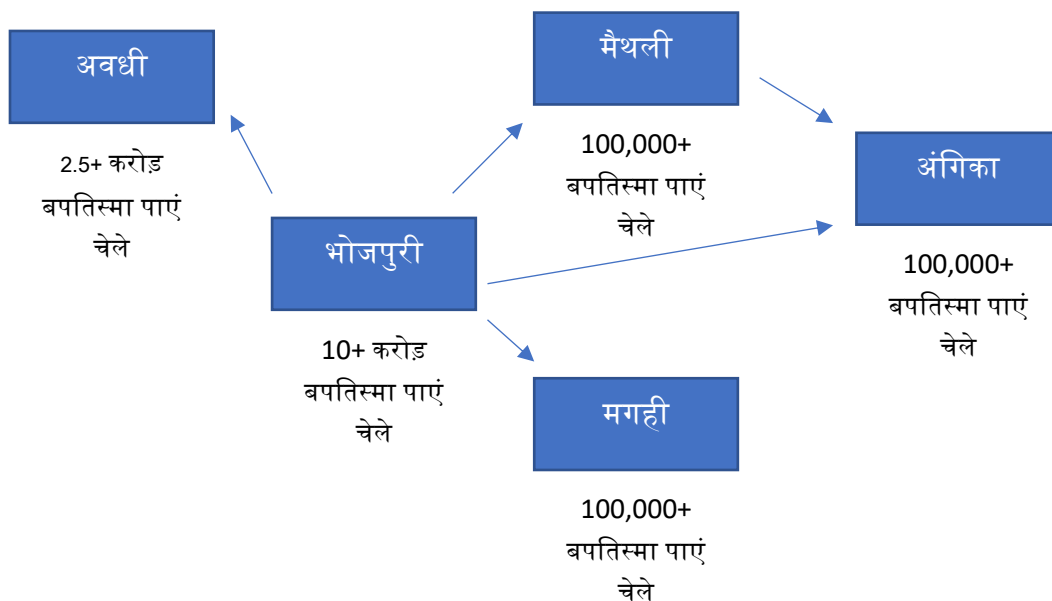 अवधी
2.5+ करोड़
बपतिस्मा पाएं
चेले
मैथली
100,000+
बपतिस्मा पाएं
चेले
अंगिका
100,000+
बपतिस्मा पाएं
चेले
भोजपुरी
10+ करोड़
बपतिस्मा पाएं
चेले
मगही
100,000+
बपतिस्मा पाएं
चेले